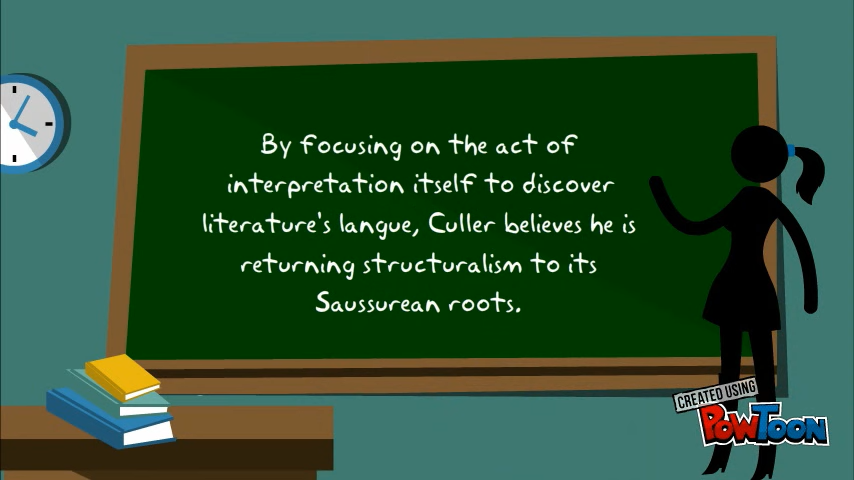 By focusing on the act of
interpretation itself to discover
literature's langue, Culler believes he is
returning structuralism to its
Saussurean roots.
CREATED USING
POWTOON